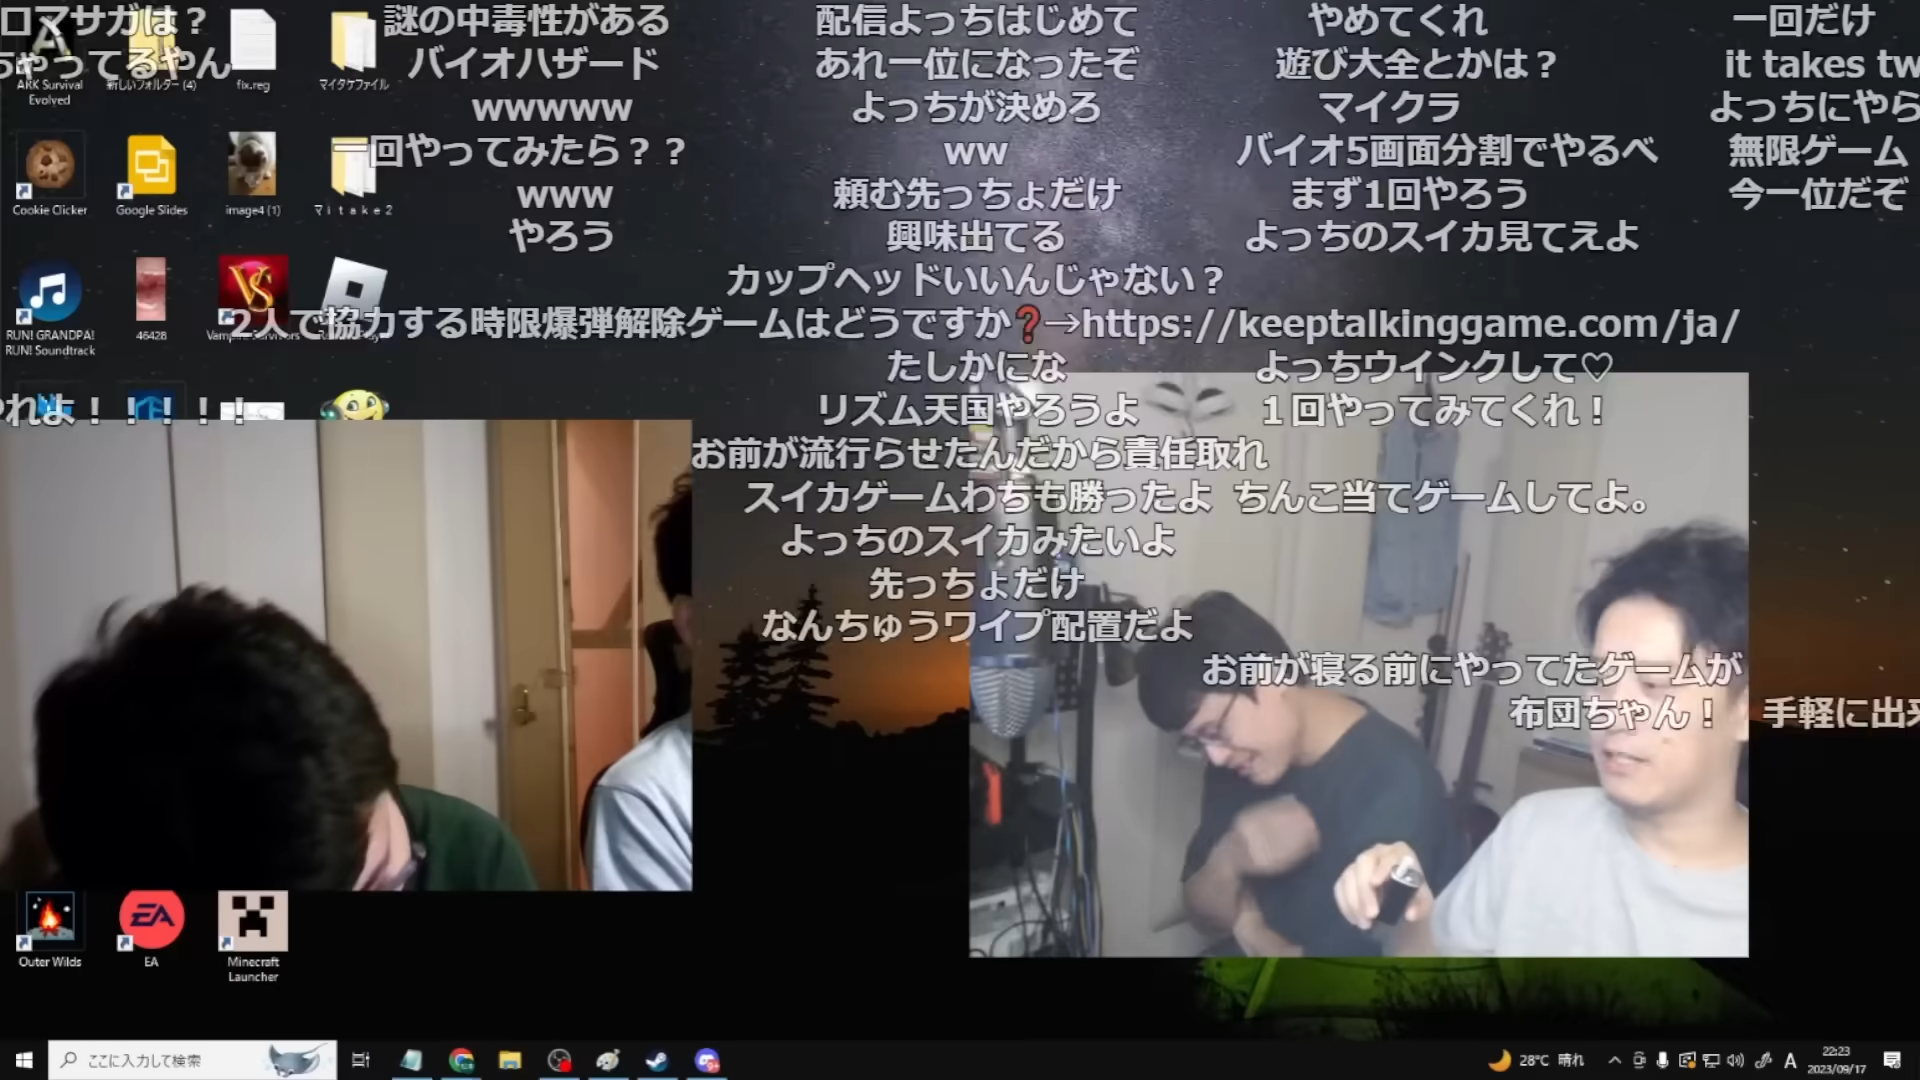 ロマサガは？
謎の中毒性がある
配信よっちはじめて
やめてくれ
一回だけ
ちゃってるやん
バイオハザード
あれ一位になったぞ
遊び大全とかは？
it takes tw
ARK Survival
Evolved
新しいフォルダー (4)
fix.reg
マイタケファイル
wwwww
よっちが決めろ
マイクラ
よっちにやら
一回やってみたら？？
ww
バイオ5画面分割でやるべ
無限ゲーム
www
頼む先っちょだけ
まず1回やろう
今一位だぞ
Cookie Clicker
Google Slides
image4 (1)
マｉｔａｋｅ２
やろう
興味出てる
よっちのスイカ見てえよ
カップヘッドいいんじゃない？
2人で協力する時限爆弾解除ゲームはどうですか❓→https://keeptalkinggame.com/ja/
RUN! GRANDPA!
RUN! Soundtrack
46428
たしかにな
よっちウインクして♡
やれよ！！！！！
リズム天国やろうよ
１回やってみてくれ！
お前が流行らせたんだから責任取れ
スイカゲームわちも勝ったよ
ちんこ当てゲームしてよ。
よっちのスイカみたいよ
先っちょだけ
なんちゅうワイプ配置だよ
お前が寝る前にやってたゲームが
布団ちゃん！
手軽に出来
Outer Wilds
EA
EA
Minecraft
Launcher
ここに入力して検索
28°C 晴れ
A
22:23
2023/09/17